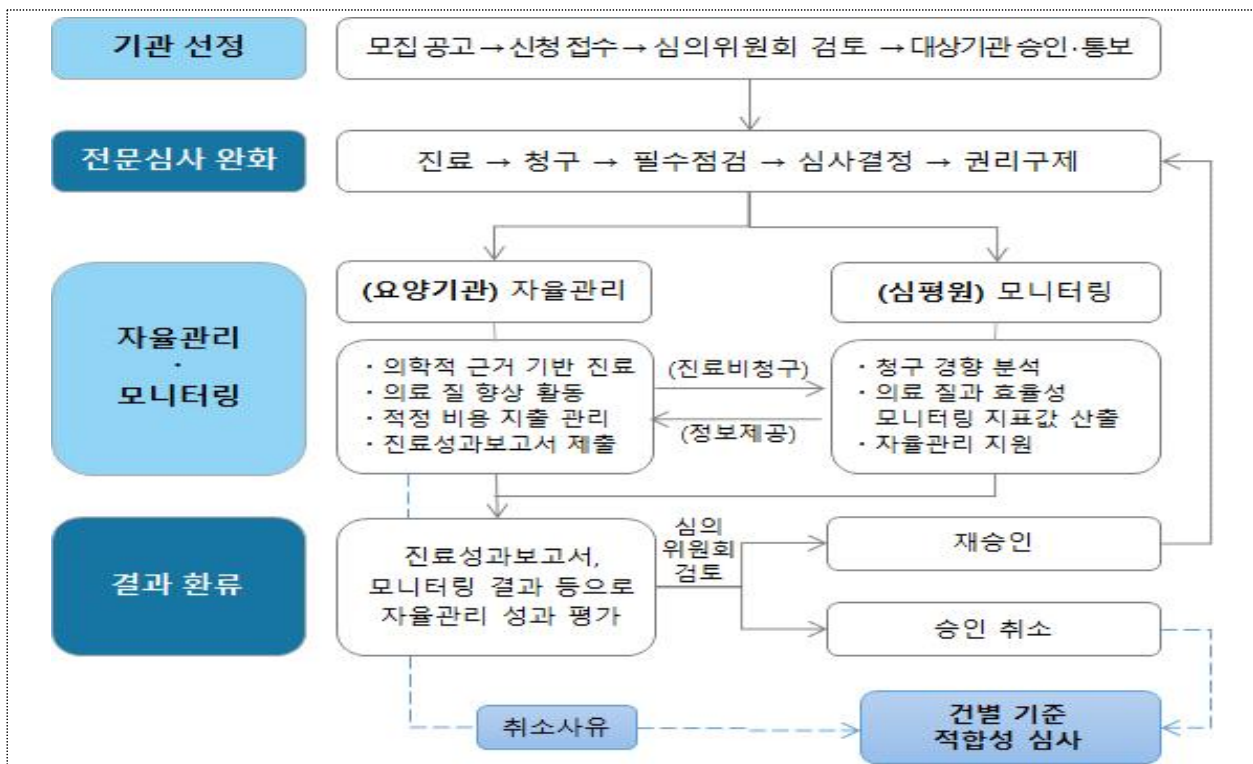 기관 선정
모집 공고 → 신청 접수 → 심의위원회 검토 → 대상기관 승인·통보
전문심사 완화
진료 → 청구 → 필수점검 → 심사결정 → 권리구제
자율관리
·
모니터링
(요양기관) 자율관리
(심평원) 모니터링
· 의학적 근거 기반 진료
· 의료 질 향상 활동
· 적정 비용 지출 관리
· 진료성과보고서 제출
(진료비청구)
(정보제공)
· 청구 경향 분석
· 의료 질과 효율성
모니터링 지표값 산출
· 자율관리 지원
결과 환류
진료성과보고서,
모니터링 결과 등으로
자율관리 성과 평가
심의
위원회
검토
재승인
승인 취소
취소사유
건별 기준
적합성 심사